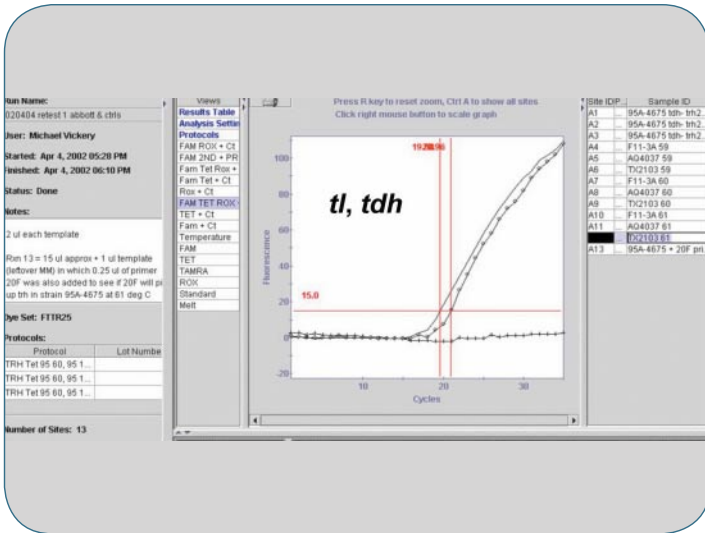 Run Name:
020404 retest 1 abbott & ctrls
User: Michael Vickery
Started: Apr 4, 2002 05:28 PM
Finished: Apr 4, 2002 06:10 PM
Status: Done
Notes:
2 ul each template
Rxn 13 = 15 ul approx + 1 ul template
(leftover MM) in which 0.25 ul of primer
20F was also added to see if 20F will pi
up trh in strain 95A-4675 at 61 deg C
Dye Set: FTTR25
Protocols:
Protocol Lot Numbe
TRH Tet 95 60, 95 1...
TRH Tet 95 60, 95 1...
TRH Tet 95 60, 95 1...
Number of Sites: 13
Views
Results Table
Analysis Settin
Protocols
FAM ROX + Ct
FAM 2ND + PR
Fam Tet Rox +
Fam Tet + Ct
Rox + Ct
FAM TET ROX
TET + Ct
Fam + Ct
Temperature
FAM
TET
TAMRA
ROX
Standard
Melt
Press R key to reset zoom, Ctrl A to show all sites
Click right mouse button to scale graph
tl, tdh
15.0
Fluorescence
100
80
60
40
20
0
-20
10 20 30
Cycles
Site ID P... Sample ID
A1 ... 95A-4675 tdh- trh2...
A2 ... 95A-4675 tdh- trh2...
A3 ... 95A-4675 tdh- trh2...
A4 ... F11-3A 59
A5 ... AQ4037 59
A6 ... TX2103 59
A7 ... F11-3A 60
A8 ... AQ4037 60
A9 ... TX2103 60
A10 ... F11-3A 61
A11 ... AQ4037 61
... TX2103 61
A13 ... 95A-4675 + 20F pri...